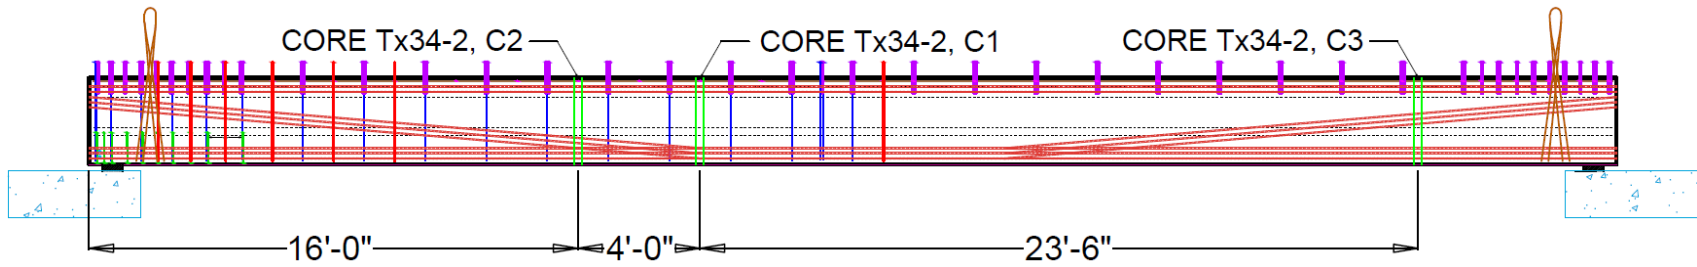 CORE Tx34-2, C2
CORE Tx34-2, C1
CORE Tx34-2, C3
16'-0"
4'-0"
23'-6"